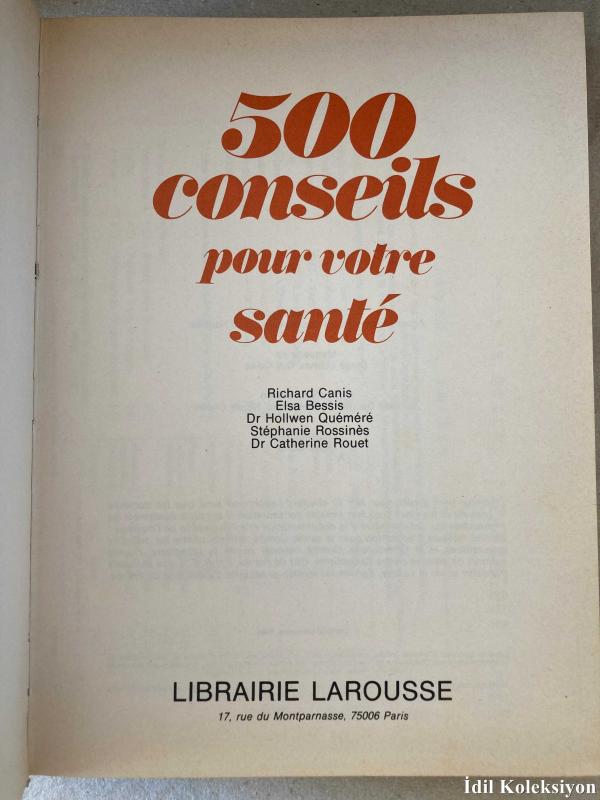 500
conseils
pour votre
santé
Richard Canis
Elsa Bessis
Dr Hollwen Quéméré
Stéphanie Rossinès
Dr Catherine Rouet
LIBRAIRIE LAROUSSE
17, rue du Montparnasse, 75006 Paris
İdil Koleksiyon